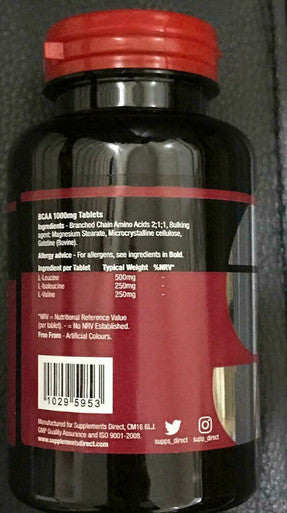 BCAA 1000mg Tablets
Ingredients - Branched Chain Amino Acids 2;1;1, Bulking
agent: Magnesium Stearate, Microcrystalline cellulose,
Gelatine (Bovine).
Allergy advice - For allergens, see ingredients in Bold.
Ingredient per Tablet Typical Weight %NRV*
L-Leucine 500mg -
L-Isoleucine 250mg -
L-Valine 250mg -
*NRV = Nutritional Reference Value
(per tablet). - = No NRV Established.
Free From - Artificial Colours.
1029 5953
Manufactured for Supplements Direct, CM16 6LJ.
GMP Quality Assurance and ISO 9001-2008.
www.supplementsdirect.com
supps_direct
supp_direct